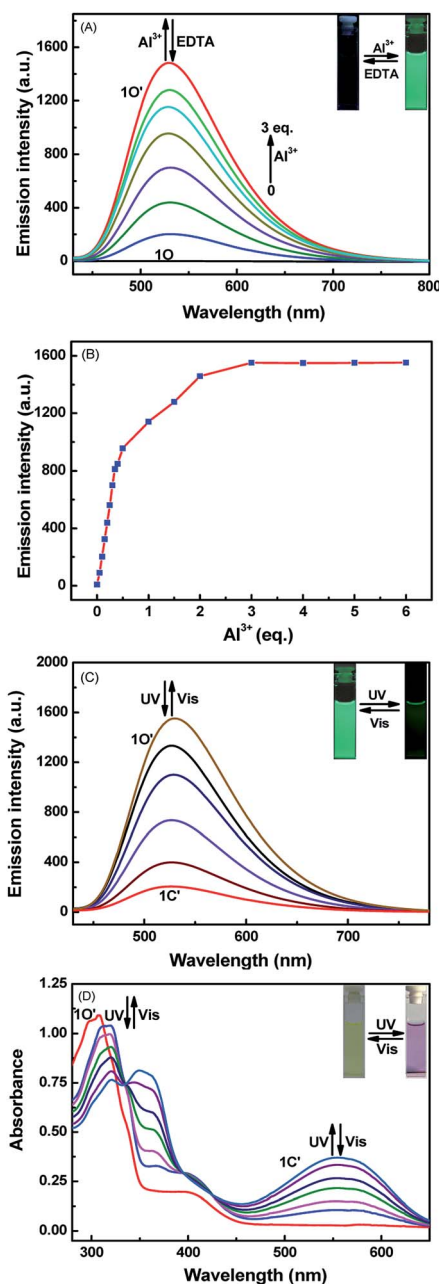 (A)
1600
Al³⁺
EDTA
Al³⁺
EDTA
1O'
1200
3 eq.
Al³⁺
0
800
400
1O
0
500
600
700
800
Emission intensity (a.u.)
Wavelength (nm)
(B)
1600
1200
800
400
0
0
1
2
3
4
5
6
Emission intensity (a.u.)
Al³⁺ (eq.)
(C)
2000
UV
Vis
UV
Vis
1600
1O'
1200
800
400
1C'
0
500
600
700
Emission intensity (a.u.)
Wavelength (nm)
(D)
1.25
1O'
UV
Vis
UV
Vis
1.00
0.75
0.50
UV
Vis
1C'
0.25
0.00
300
400
500
600
Absorbance
Wavelength (nm)